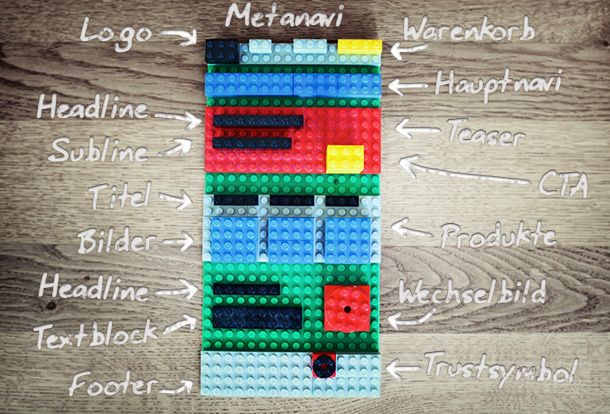 Metanavi
Logo
Warenkorb
Hauptnavi
Headline
Teaser
Subline
CTA
Titel
Bilder
Produkte
Headline
Wechselbild
Textblock
Trustsymbol
Footer